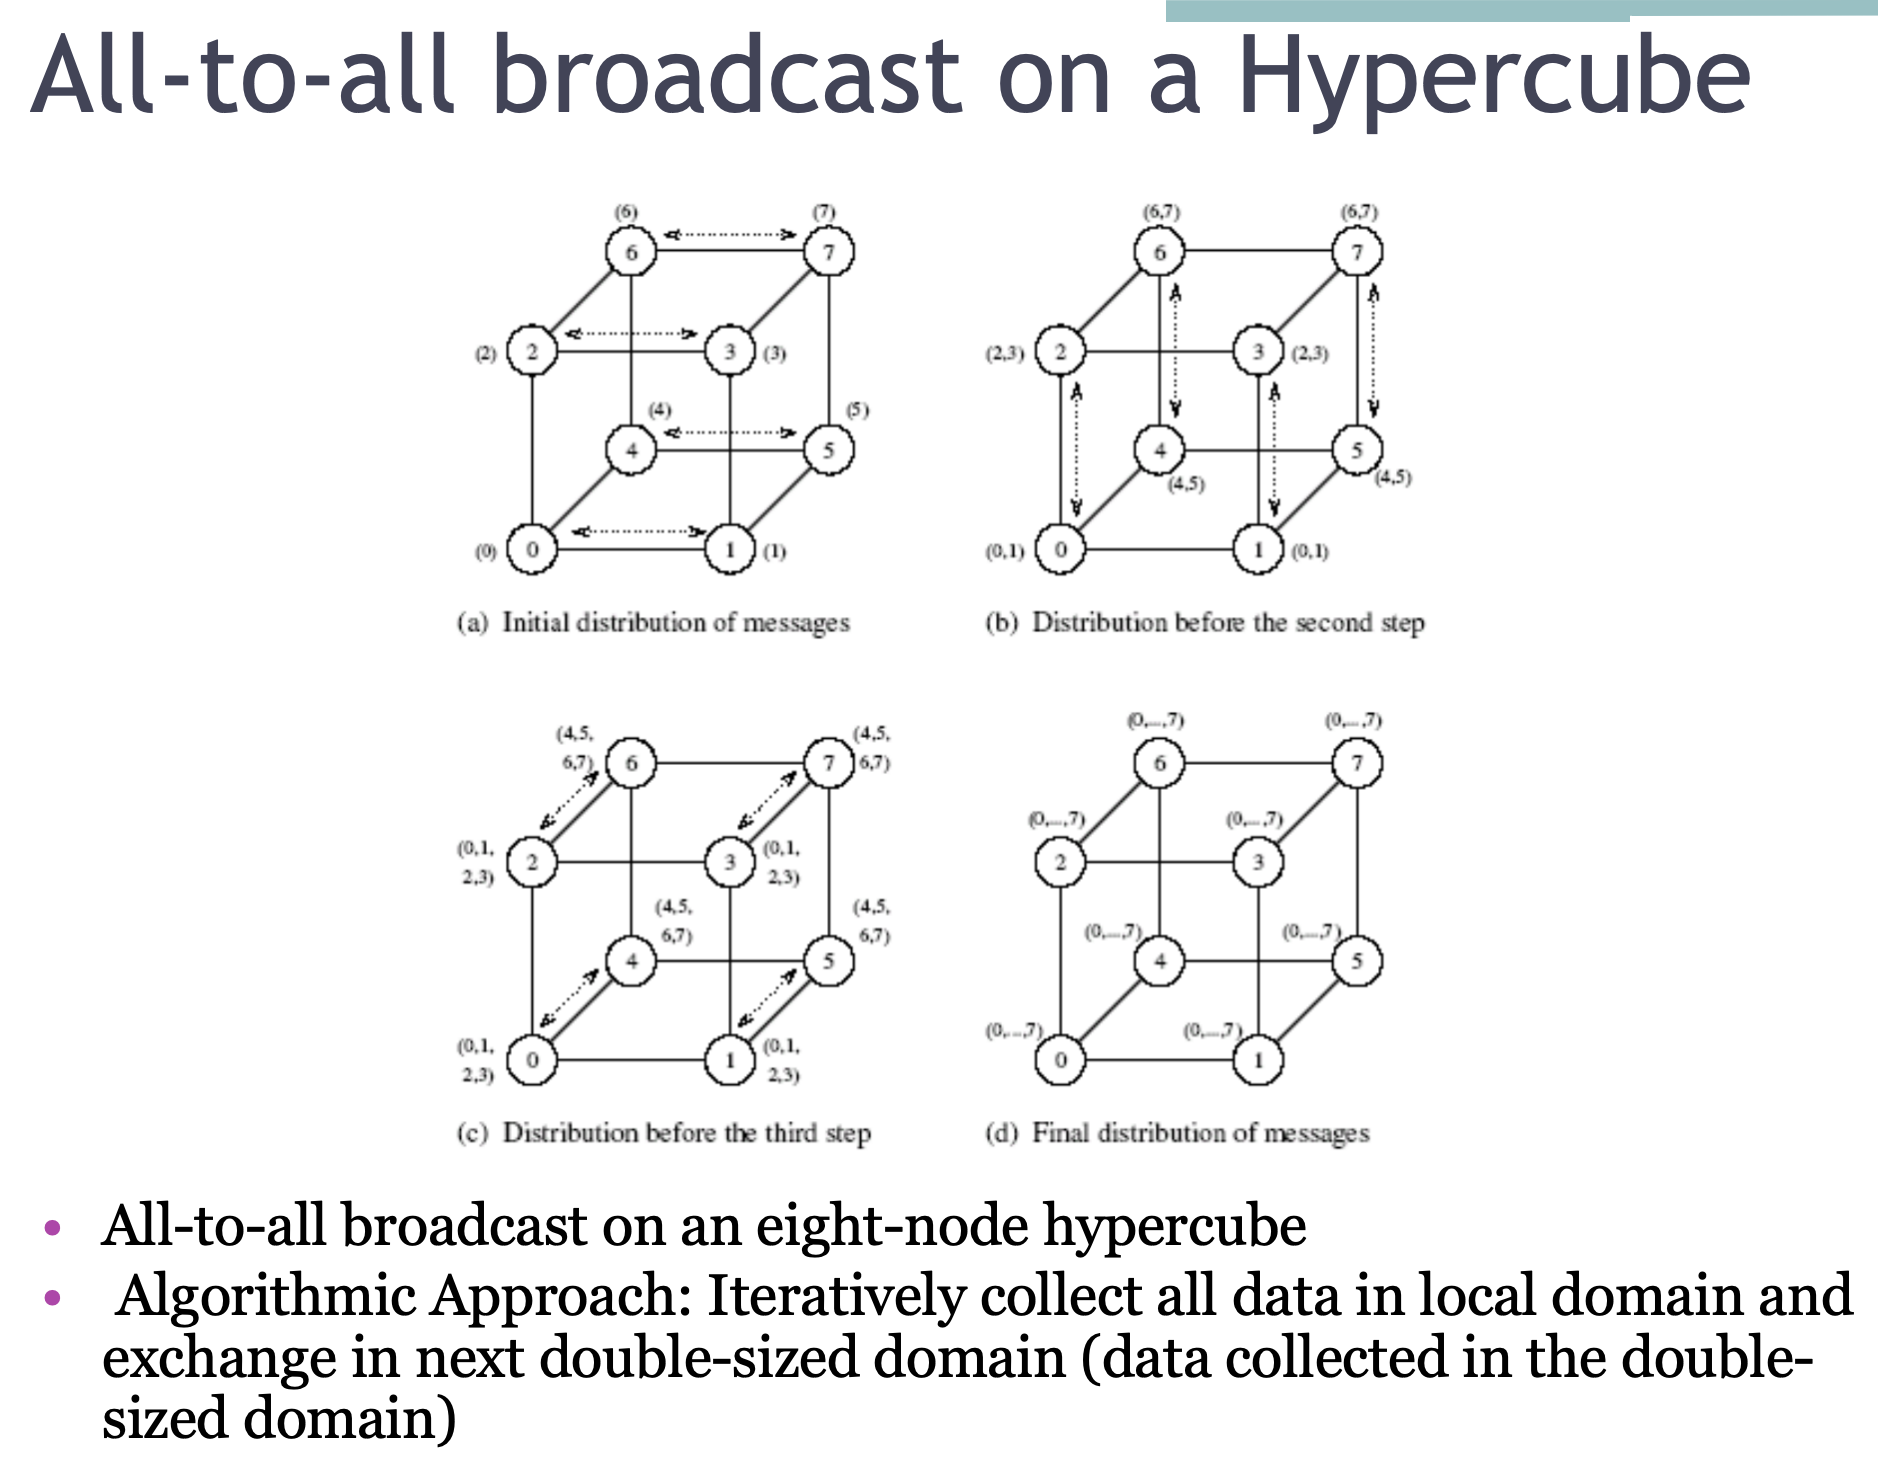 All-to-all broadcast on a Hypercube
(6) (7)
6 7
(2) 2 3 (3)
(4) (5)
4 5
(0) 0 1 (1)
(a) Initial distribution of messages
(6,7) (6,7)
6 7
(2,3) 2 3 (2,3)
4 5
(4,5) (4,5)
(0,1) 0 1 (0,1)
(b) Distribution before the second step
(4,5, (4,5,
6,7) 6 7 6,7)
(0,1, 2 3 (0,1,
2,3) 2,3)
(4,5, (4,5,
6,7) 6,7)
4 5
(0,1, 0 1 (0,1,
2,3) 2,3)
(c) Distribution before the third step
(0,...,7) (0,...,7)
6 7
(0,...,7) (0,...,7)
2 3
(0,...,7) (0,...,7)
4 5
(0,...,7) (0,...,7)
0 1
(d) Final distribution of messages
• All-to-all broadcast on an eight-node hypercube
• Algorithmic Approach: Iteratively collect all data in local domain and
exchange in next double-sized domain (data collected in the double-
sized domain)